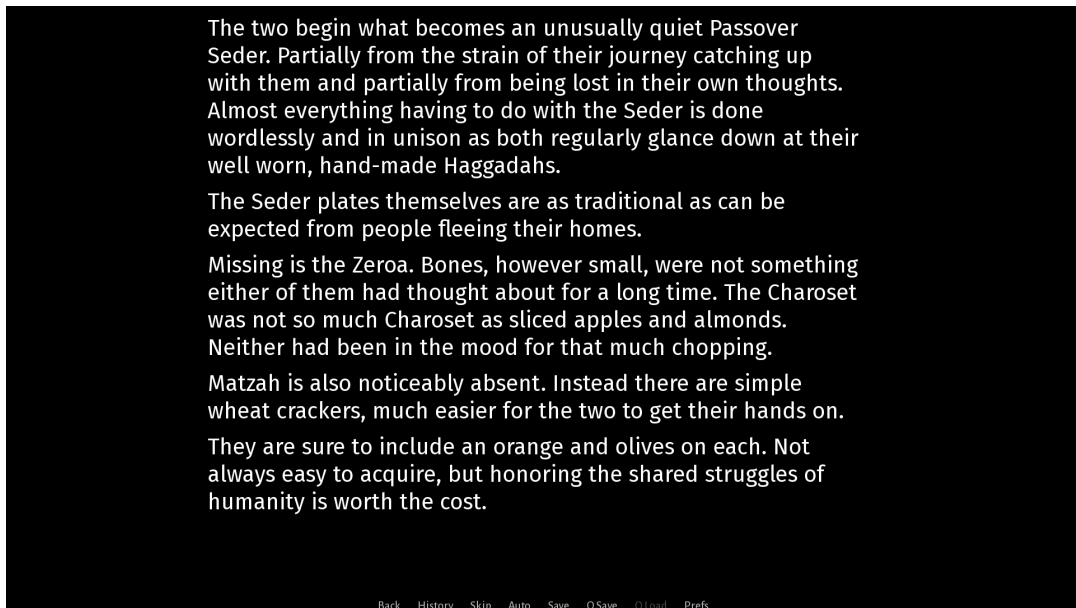 The two begin what becomes an unusually quiet Passover
Seder. Partially from the strain of their journey catching up
with them and partially from being lost in their own thoughts.
Almost everything having to do with the Seder is done
wordlessly and in unison as both regularly glance down at their
well worn, hand-made Haggadahs.
The Seder plates themselves are as traditional as can be
expected from people fleeing their homes.
Missing is the Zeroa. Bones, however small, were not something
either of them had thought about for a long time. The Charoset
was not so much Charoset as sliced apples and almonds.
Neither had been in the mood for that much chopping.
Matzah is also noticeably absent. Instead there are simple
wheat crackers, much easier for the two to get their hands on.
They are sure to include an orange and olives on each. Not
always easy to acquire, but honoring the shared struggles of
humanity is worth the cost.
Back History Skip Auto Save Q.Save Q.Load Prefs